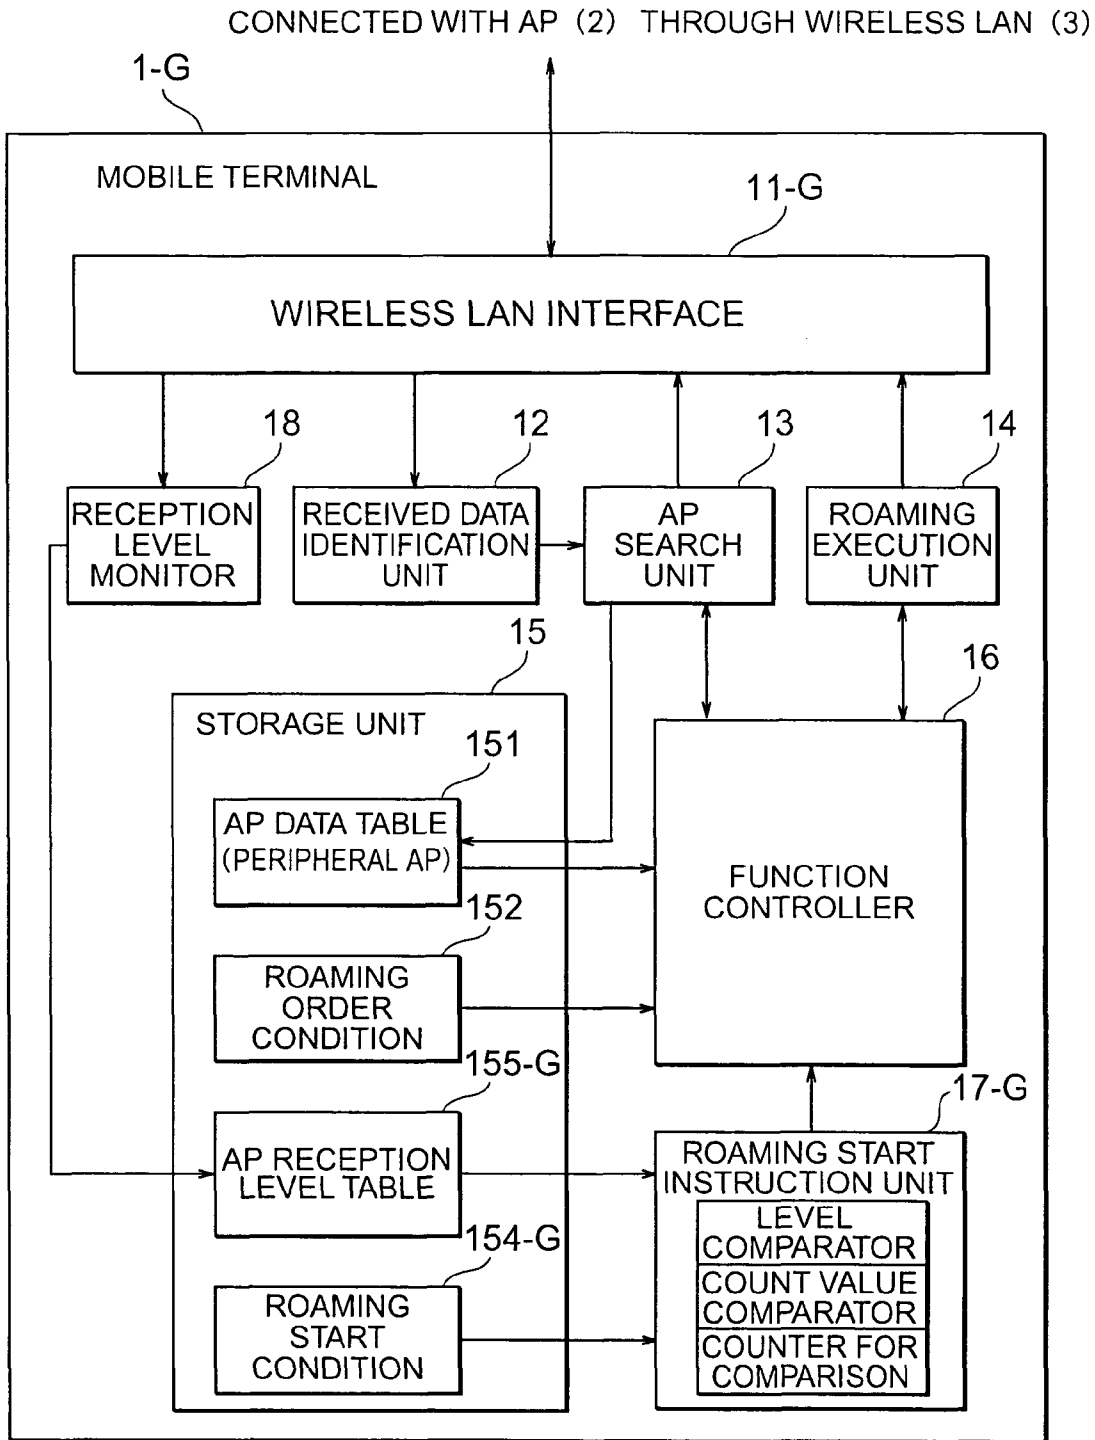 CONNECTED WITH AP (2) THROUGH WIRELESS LAN (3)
1-G
MOBILE TERMINAL
11-G
WIRELESS LAN INTERFACE
18
12
13
14
RECEPTION
LEVEL
MONITOR
RECEIVED DATA
IDENTIFICATION
UNIT
AP
SEARCH
UNIT
ROAMING
EXECUTION
UNIT
15
16
STORAGE UNIT
151
AP DATA TABLE
(PERIPHERAL AP)
FUNCTION
CONTROLLER
152
ROAMING
ORDER
CONDITION
155-G
17-G
AP RECEPTION
LEVEL TABLE
ROAMING START
INSTRUCTION UNIT
LEVEL
COMPARATOR
COUNT VALUE
COMPARATOR
COUNTER FOR
COMPARISON
154-G
ROAMING
START
CONDITION